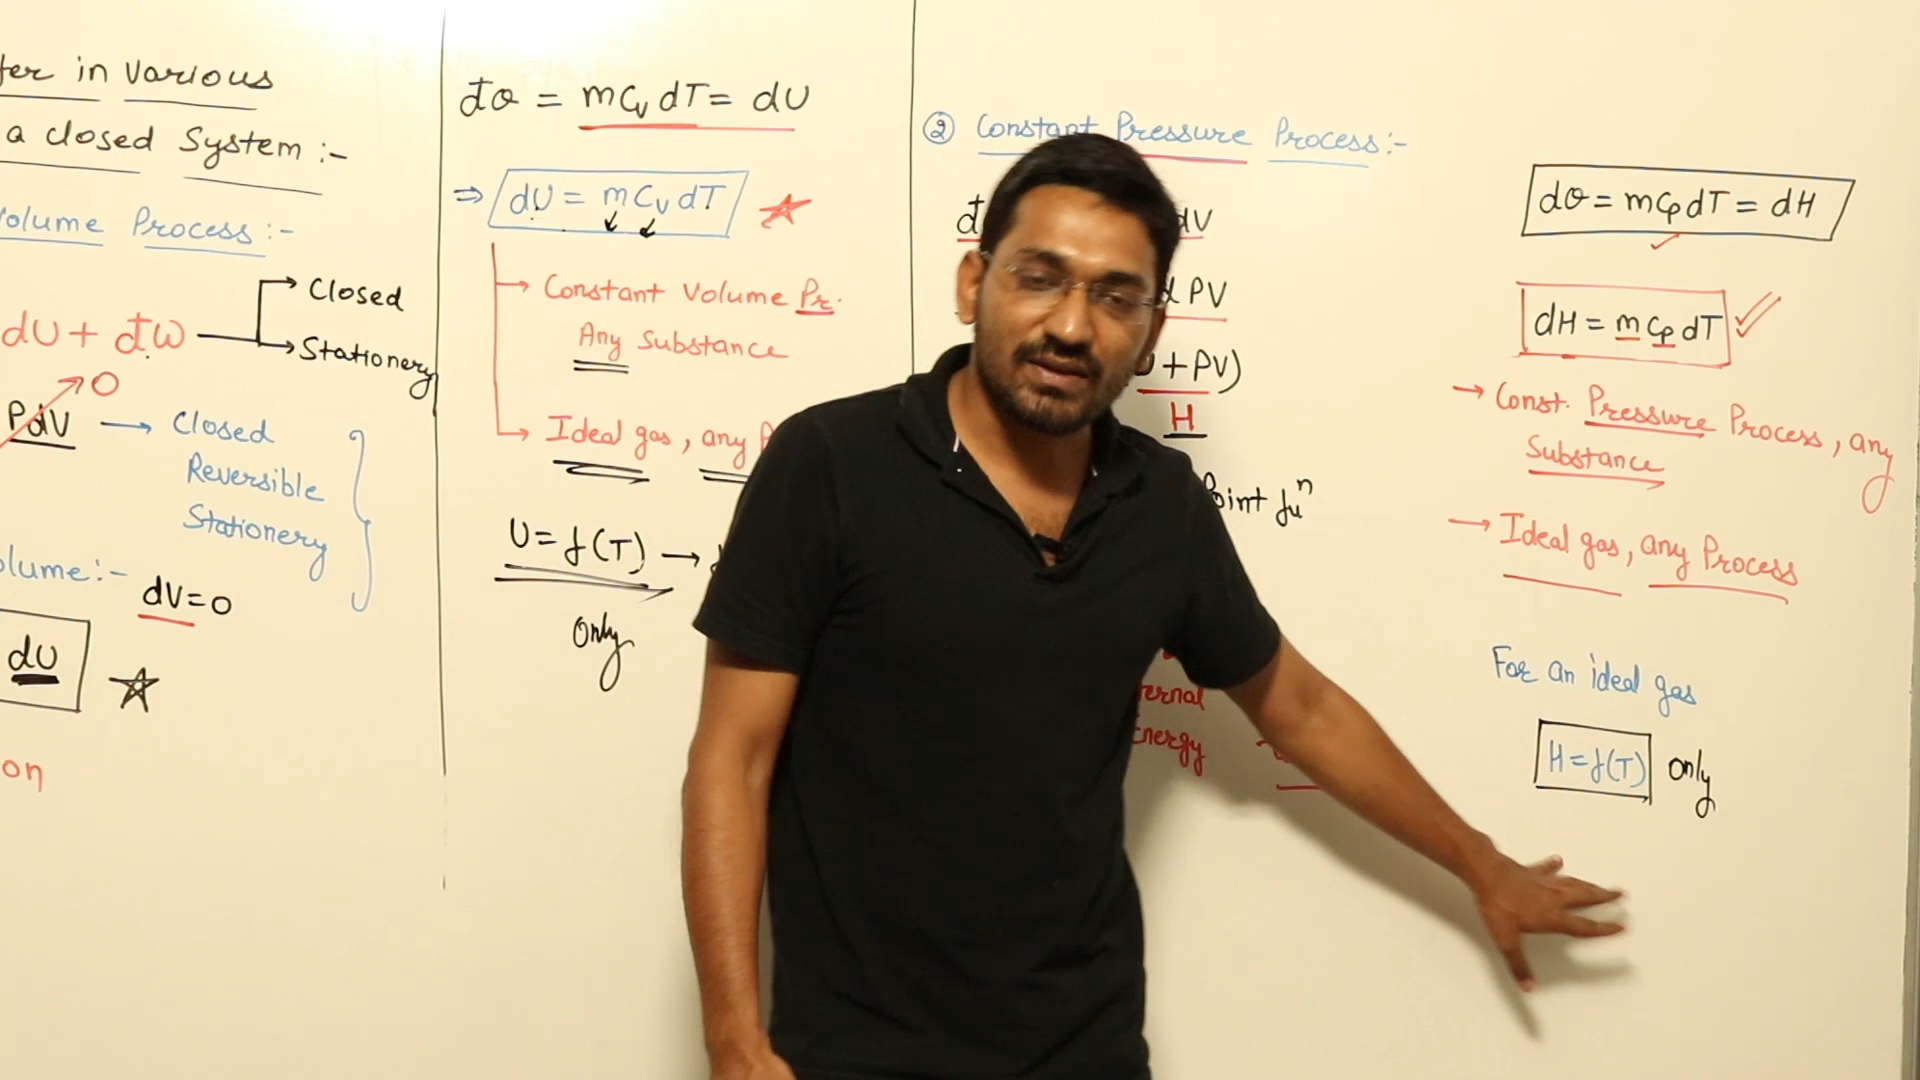 in Various
a closed System :-
Process :-
dU + đW
Closed
Stationery
0
PdV → Closed
Reversible
Stationery
dV = 0
dU
đQ = mCv dT = dU
⇒ dU = mCv dT
→ Constant Volume Pr.
Any Substance
→ Ideal gas, any
U = f(T) →
Only
② Constant Pressure Process :-
dV
PV
+ PV)
H
Point fuⁿ
Energy
dQ = mCp dT = dH
dH = mCp dT
→ Const. Pressure Process, any
Substance
→ Ideal gas, any Process
For an ideal gas
H = f(T) only